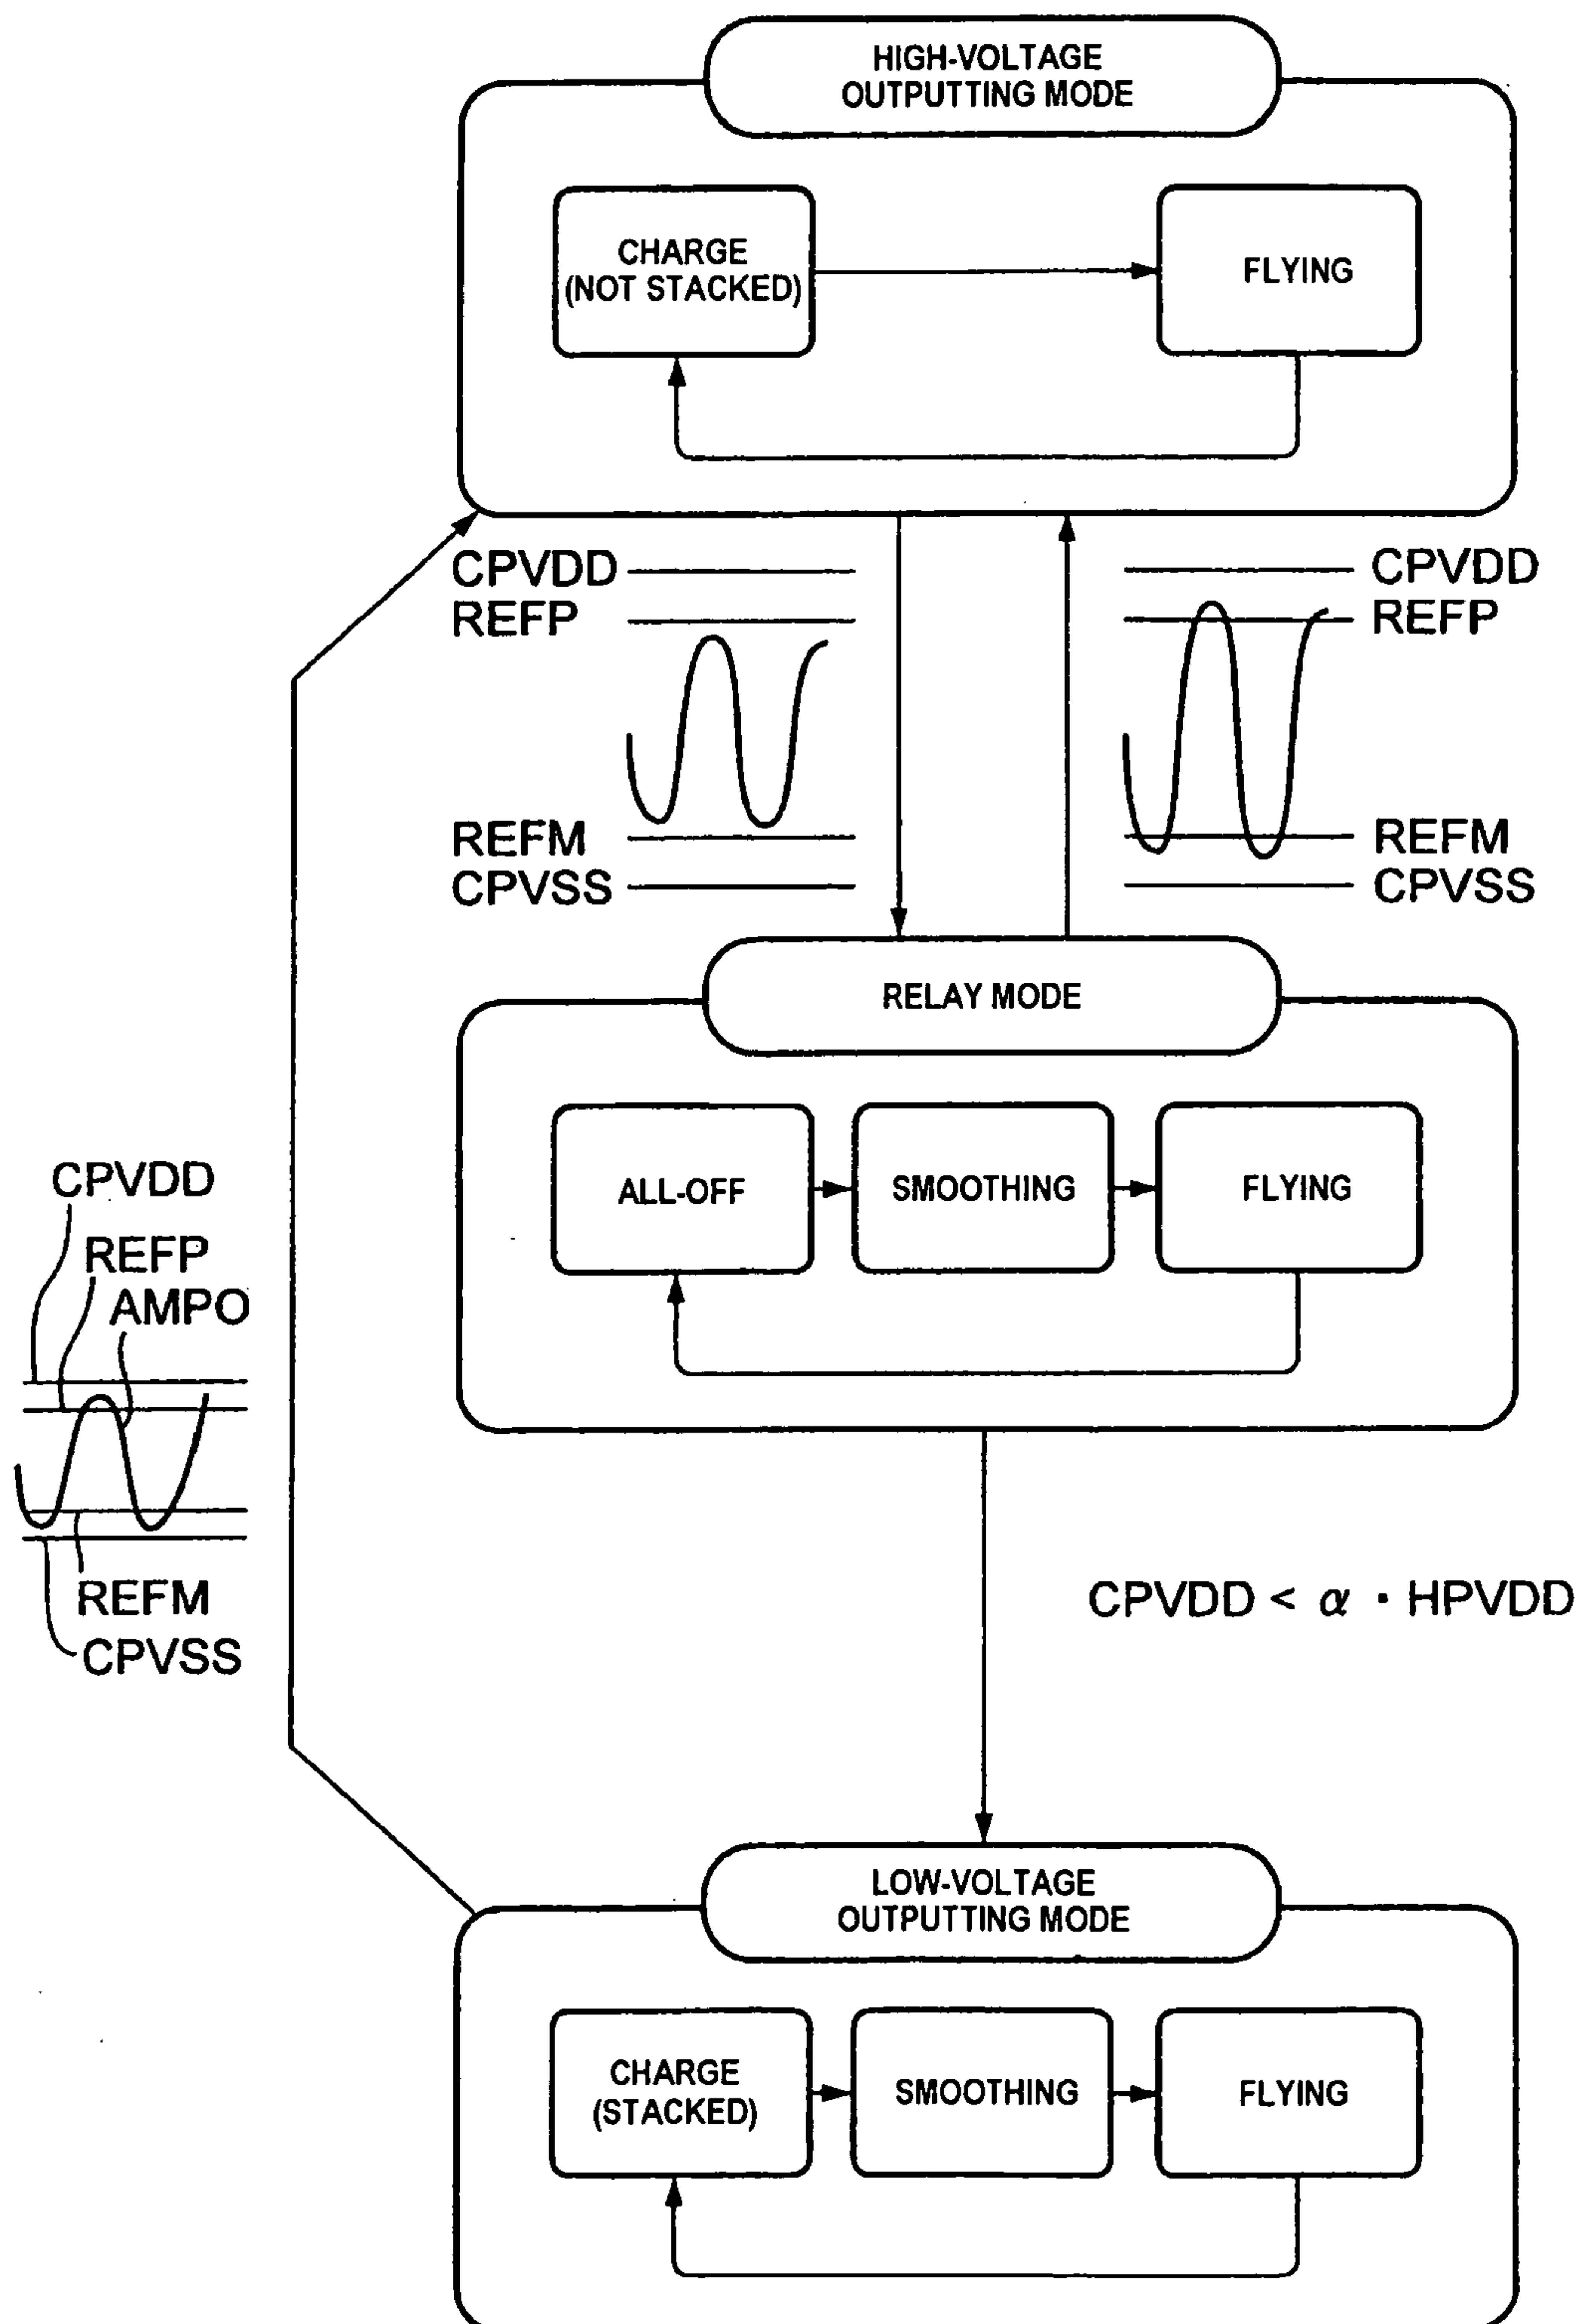 HIGH-VOLTAGE
OUTPUTTING MODE
CHARGE
(NOT STACKED)
FLYING
CPVDD
REFP
REFM
CPVSS
CPVDD
REFP
REFM
CPVSS
RELAY MODE
ALL-OFF
SMOOTHING
FLYING
CPVDD
REFP
AMPO
REFM
CPVSS
CPVDD < α・HPVDD
LOW-VOLTAGE
OUTPUTTING MODE
CHARGE
(STACKED)
SMOOTHING
FLYING